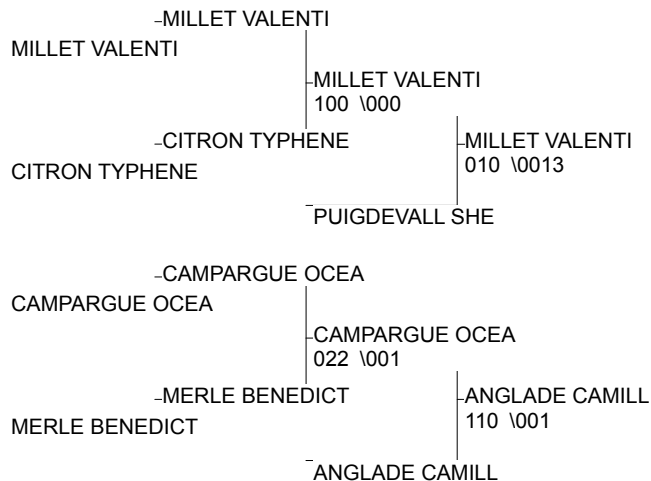 MILLET VALENTI
MILLET VALENTI
MILLET VALENTI
100 \000
CITRON TYPHENE
MILLET VALENTI
CITRON TYPHENE
010 \0013
PUIGDEVALL SHE
CAMPARGUE OCEA
CAMPARGUE OCEA
CAMPARGUE OCEA
022 \001
MERLE BENEDICT
ANGLADE CAMILL
MERLE BENEDICT
110 \001
ANGLADE CAMILL